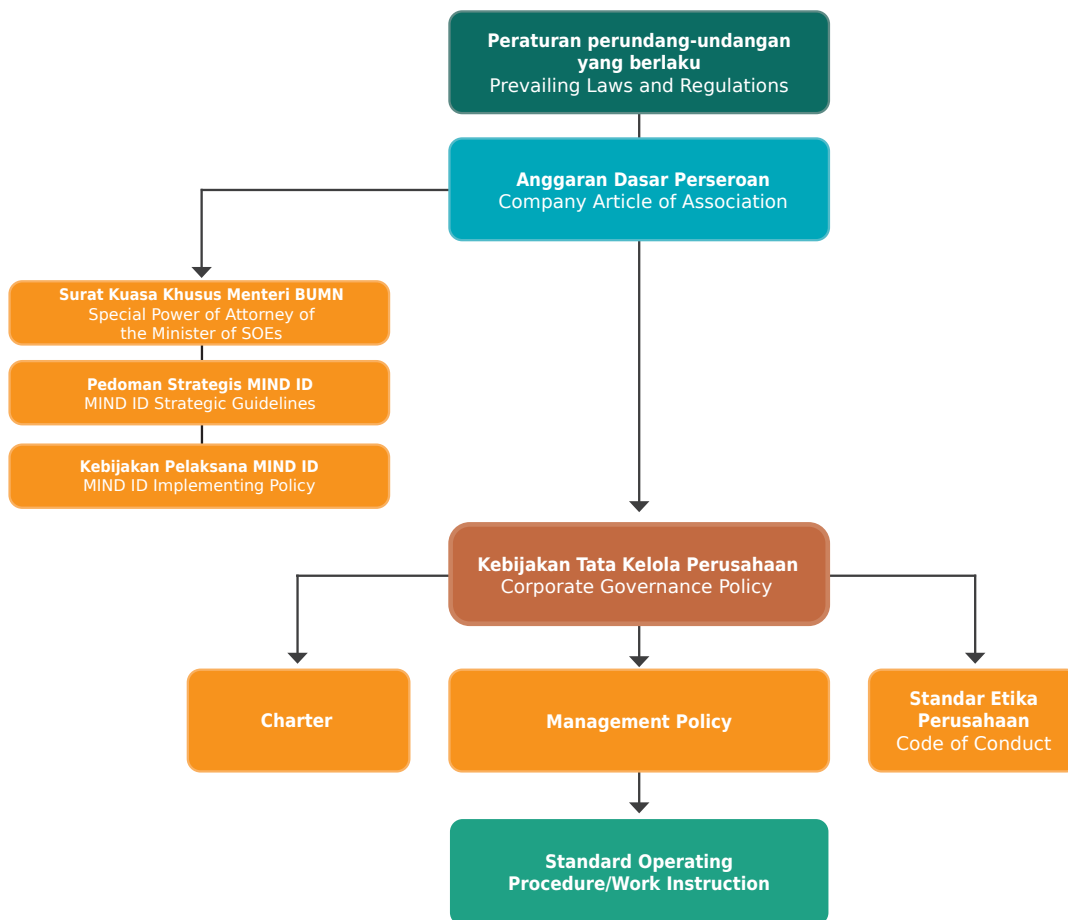 Peraturan perundang-undangan
yang berlaku
Prevailing Laws and Regulations
Anggaran Dasar Perseroan
Company Article of Association
Surat Kuasa Khusus Menteri BUMN
Special Power of Attorney of
the Minister of SOEs
Pedoman Strategis MIND ID
MIND ID Strategic Guidelines
Kebijakan Pelaksana MIND ID
MIND ID Implementing Policy
Kebijakan Tata Kelola Perusahaan
Corporate Governance Policy
Charter
Management Policy
Standar Etika
Perusahaan
Code of Conduct
Standard Operating
Procedure/Work Instruction